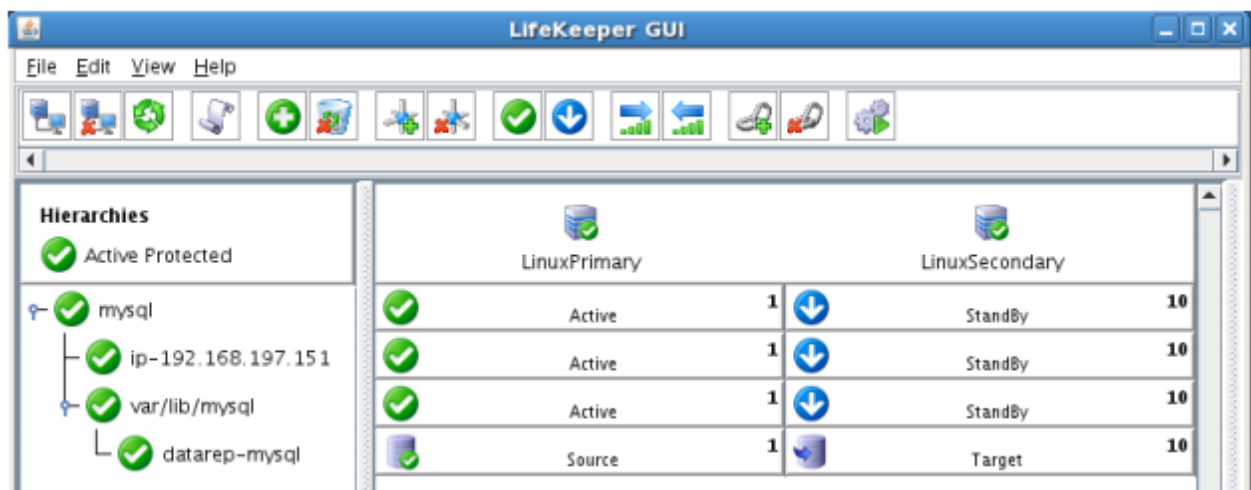 LifeKeeper GUI
File Edit View Help
Hierarchies
Active Protected
LinuxPrimary LinuxSecondary
mysql Active 1 StandBy 10
ip-192.168.197.151 Active 1 StandBy 10
var/lib/mysql Active 1 StandBy 10
datarep-mysql Source 1 Target 10